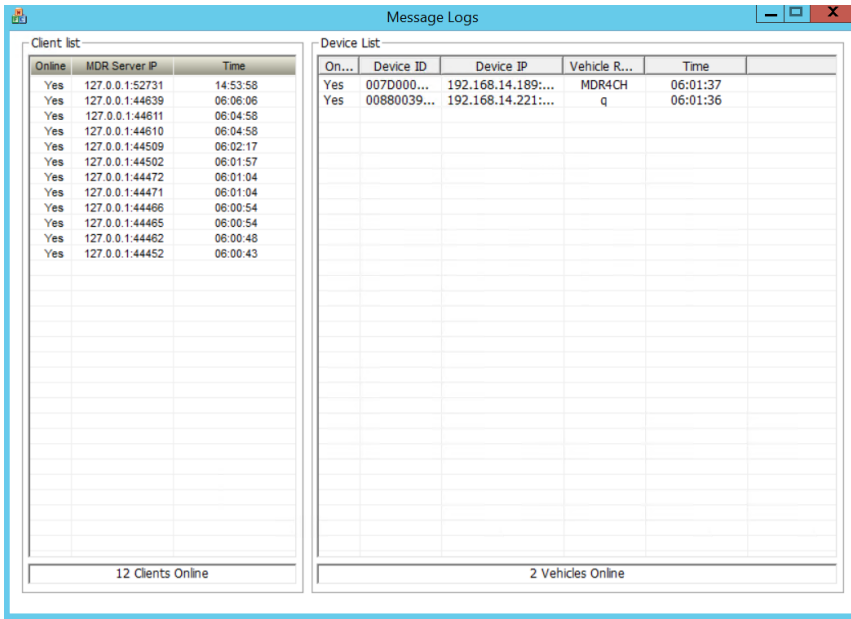 Message Logs
Client list
Online MDR Server IP Time
Yes 127.0.0.1:52731 14:53:58
Yes 127.0.0.1:44639 06:06:06
Yes 127.0.0.1:44611 06:04:58
Yes 127.0.0.1:44610 06:04:58
Yes 127.0.0.1:44509 06:02:17
Yes 127.0.0.1:44502 06:01:57
Yes 127.0.0.1:44472 06:01:04
Yes 127.0.0.1:44471 06:01:04
Yes 127.0.0.1:44466 06:00:54
Yes 127.0.0.1:44465 06:00:54
Yes 127.0.0.1:44462 06:00:48
Yes 127.0.0.1:44452 06:00:43
12 Clients Online
Device List
On... Device ID Device IP Vehicle R... Time
Yes 007D000... 192.168.14.189:... MDR4CH 06:01:37
Yes 00880039... 192.168.14.221:... q 06:01:36
2 Vehicles Online